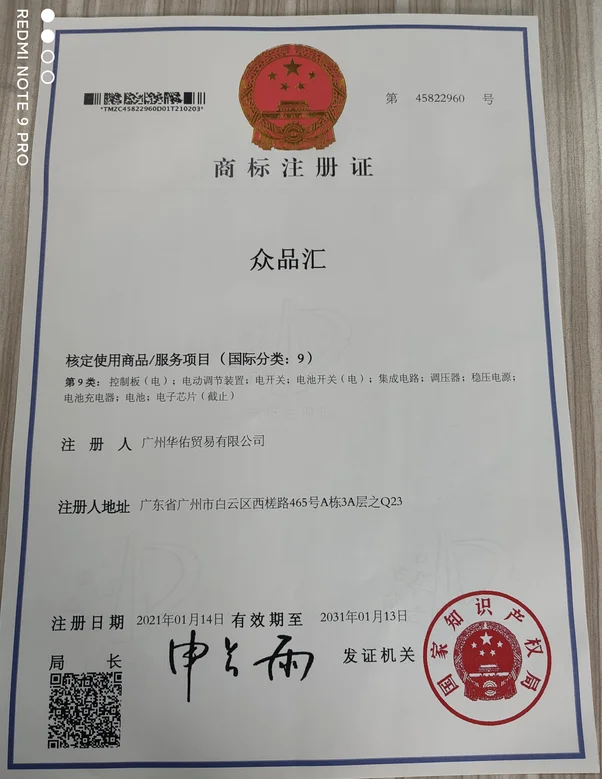 REDMI NOTE 9 PRO
*TMZC45822960D01T210203*
第 45822960 号
商标注册证
众品汇
核定使用商品/服务项目（国际分类：9）
第9类：控制板（电）；电动调节装置；电开关；电池开关（电）；集成电路；调压器；稳压电源；
电池充电器；电池；电子芯片（截止）
注册人 广州华佑贸易有限公司
注册人地址 广东省广州市白云区西槎路465号A栋3A层之Q23
注册日期 2021年01月14日 有效期至 2031年01月13日
局长 申长雨 发证机关
国家知识产权局